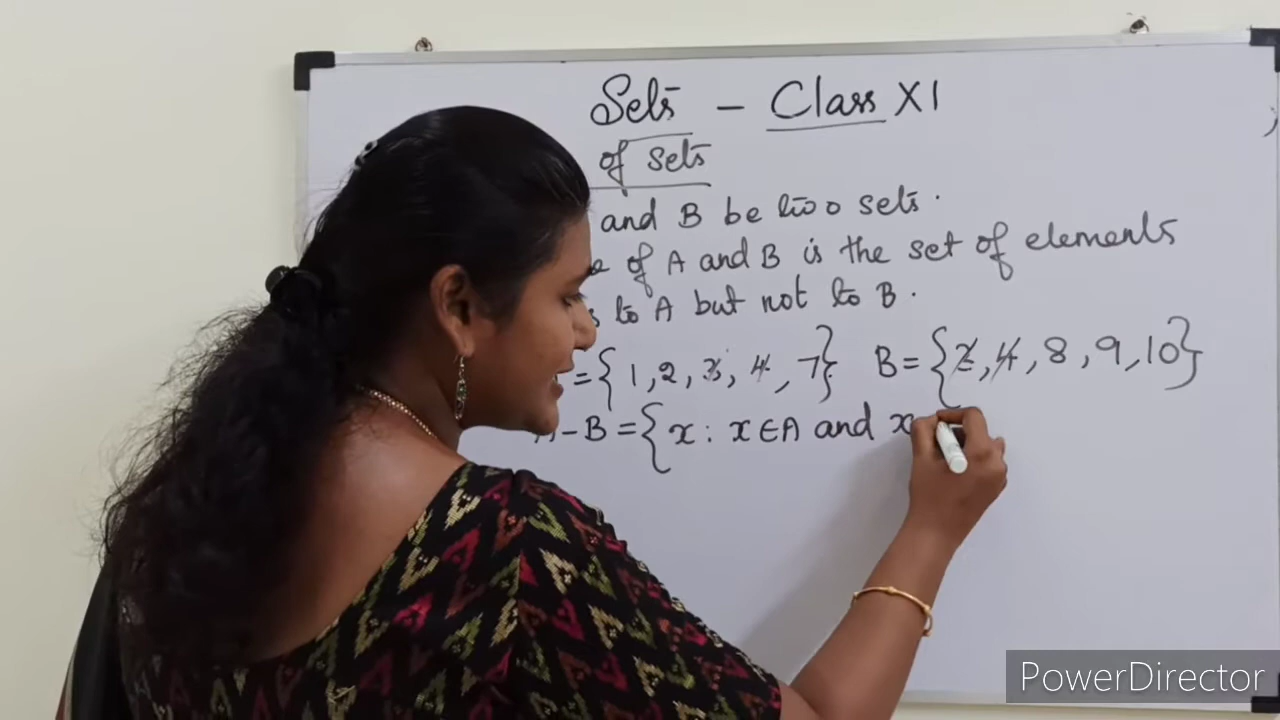 Sets - Class XI
of sets
and B be two sets.
of A and B is the set of elements
to A but not to B.
= {1, 2, 3, 4, 7} B = {2, 4, 8, 9, 10}
A - B = {x : x ∈ A and x
PowerDirector